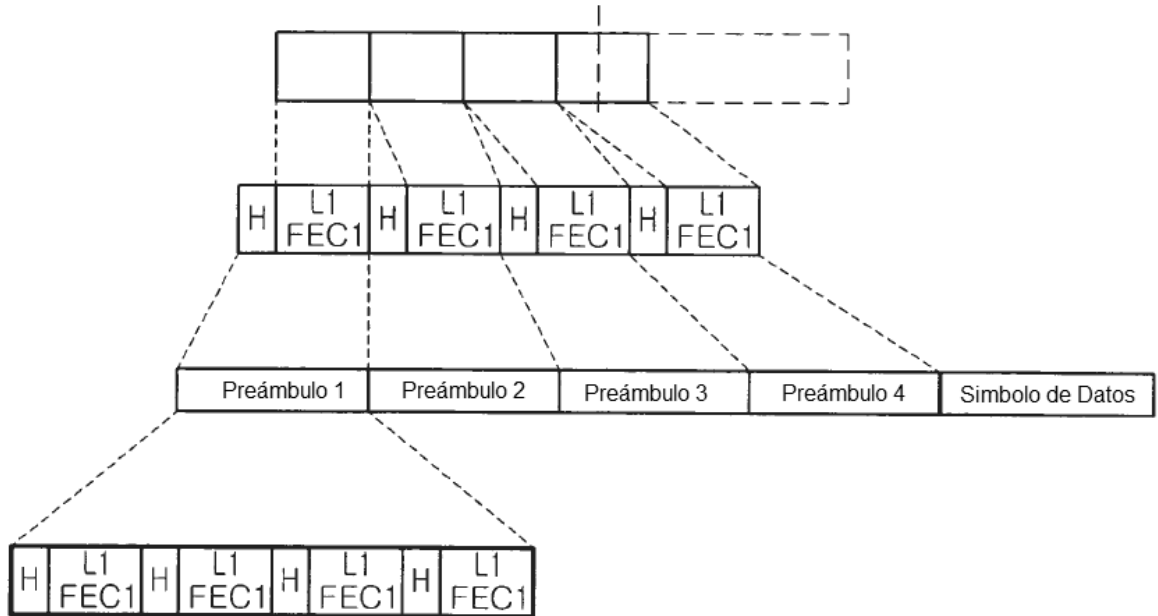 H L1 FEC1 H L1 FEC1 H L1 FEC1 H L1 FEC1
Preámbulo 1 Preámbulo 2 Preámbulo 3 Preámbulo 4 Simbolo de Datos
H L1 FEC1 H L1 FEC1 H L1 FEC1 H L1 FEC1